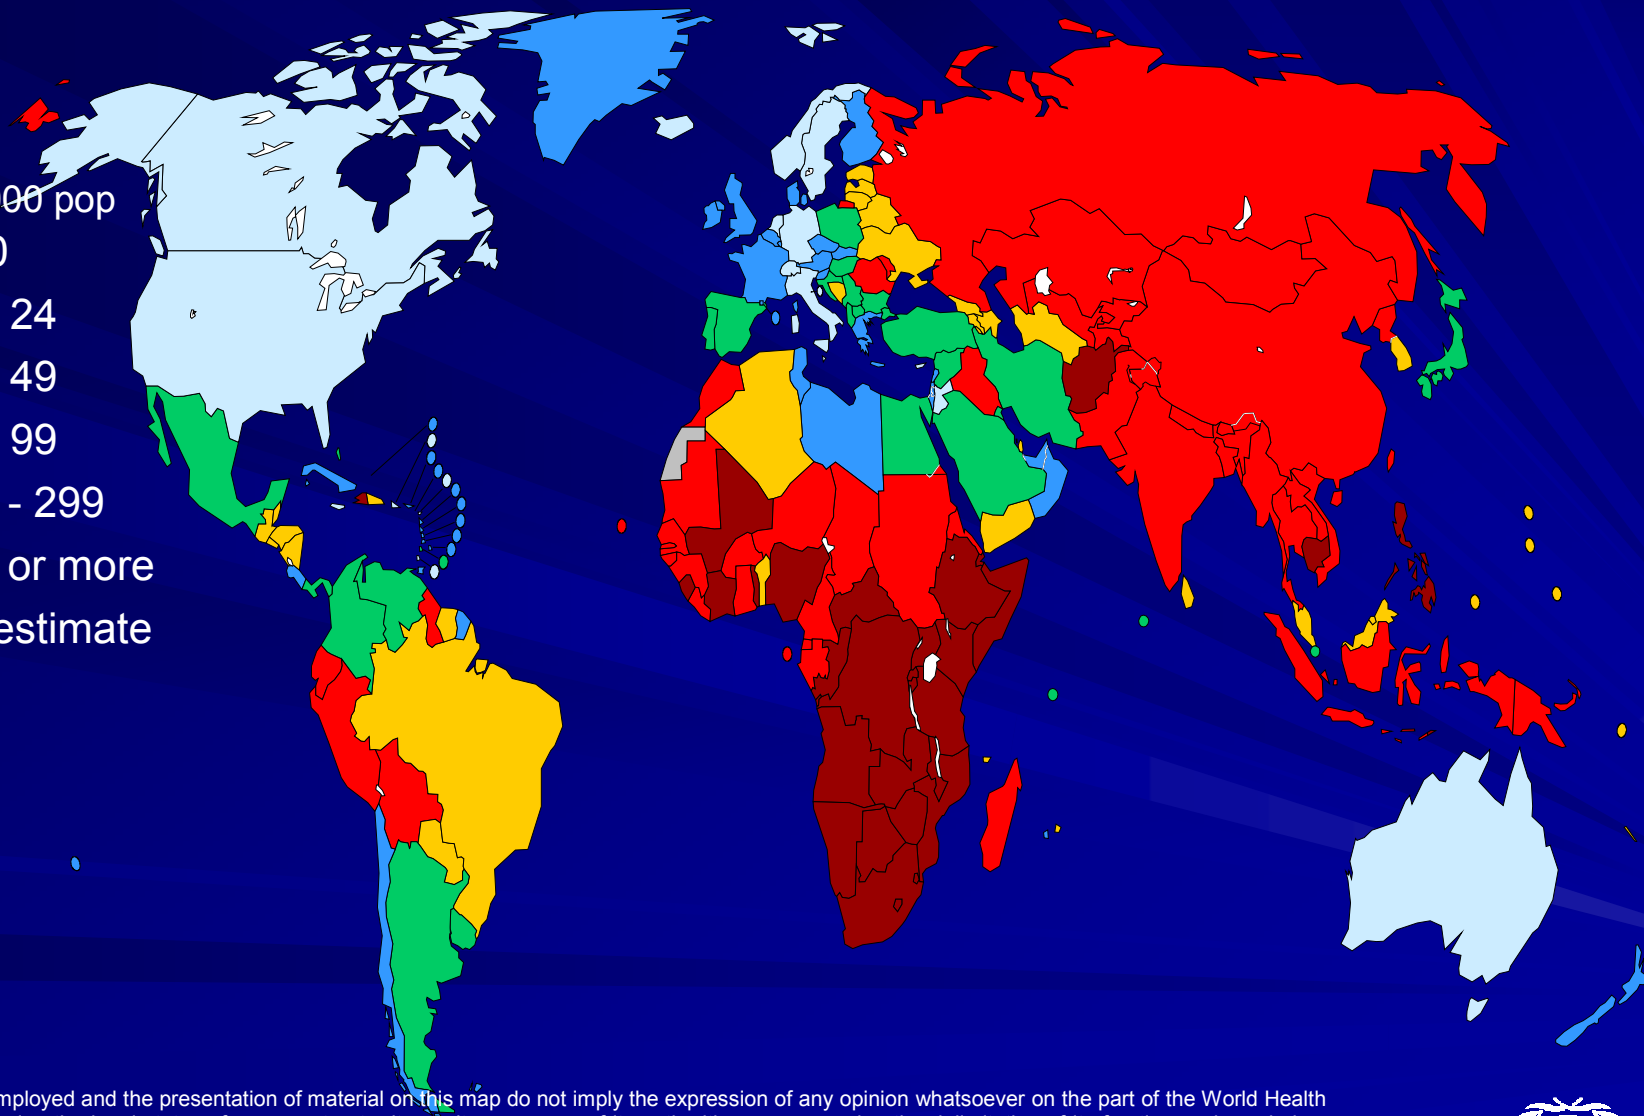 00 pop
0
24
49
99
- 299
or more
estimate
mployed and the presentation of material on this map do not imply the expression of any opinion whatsoever on the part of the World Health